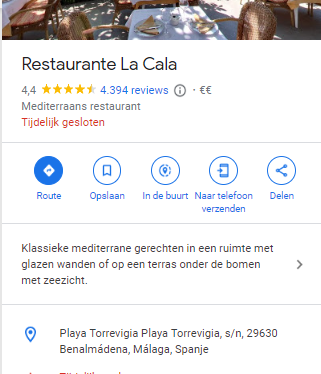 Restaurante La Cala
4,4 4.394 reviews · €€
Mediterraans restaurant
Tijdelijk gesloten
Route Opslaan In de buurt Naar telefoon verzenden Delen
Klassieke mediterrane gerechten in een ruimte met
glazen wanden of op een terras onder de bomen
met zeezicht.
Playa Torrevigia Playa Torrevigia, s/n, 29630
Benalmádena, Málaga, Spanje